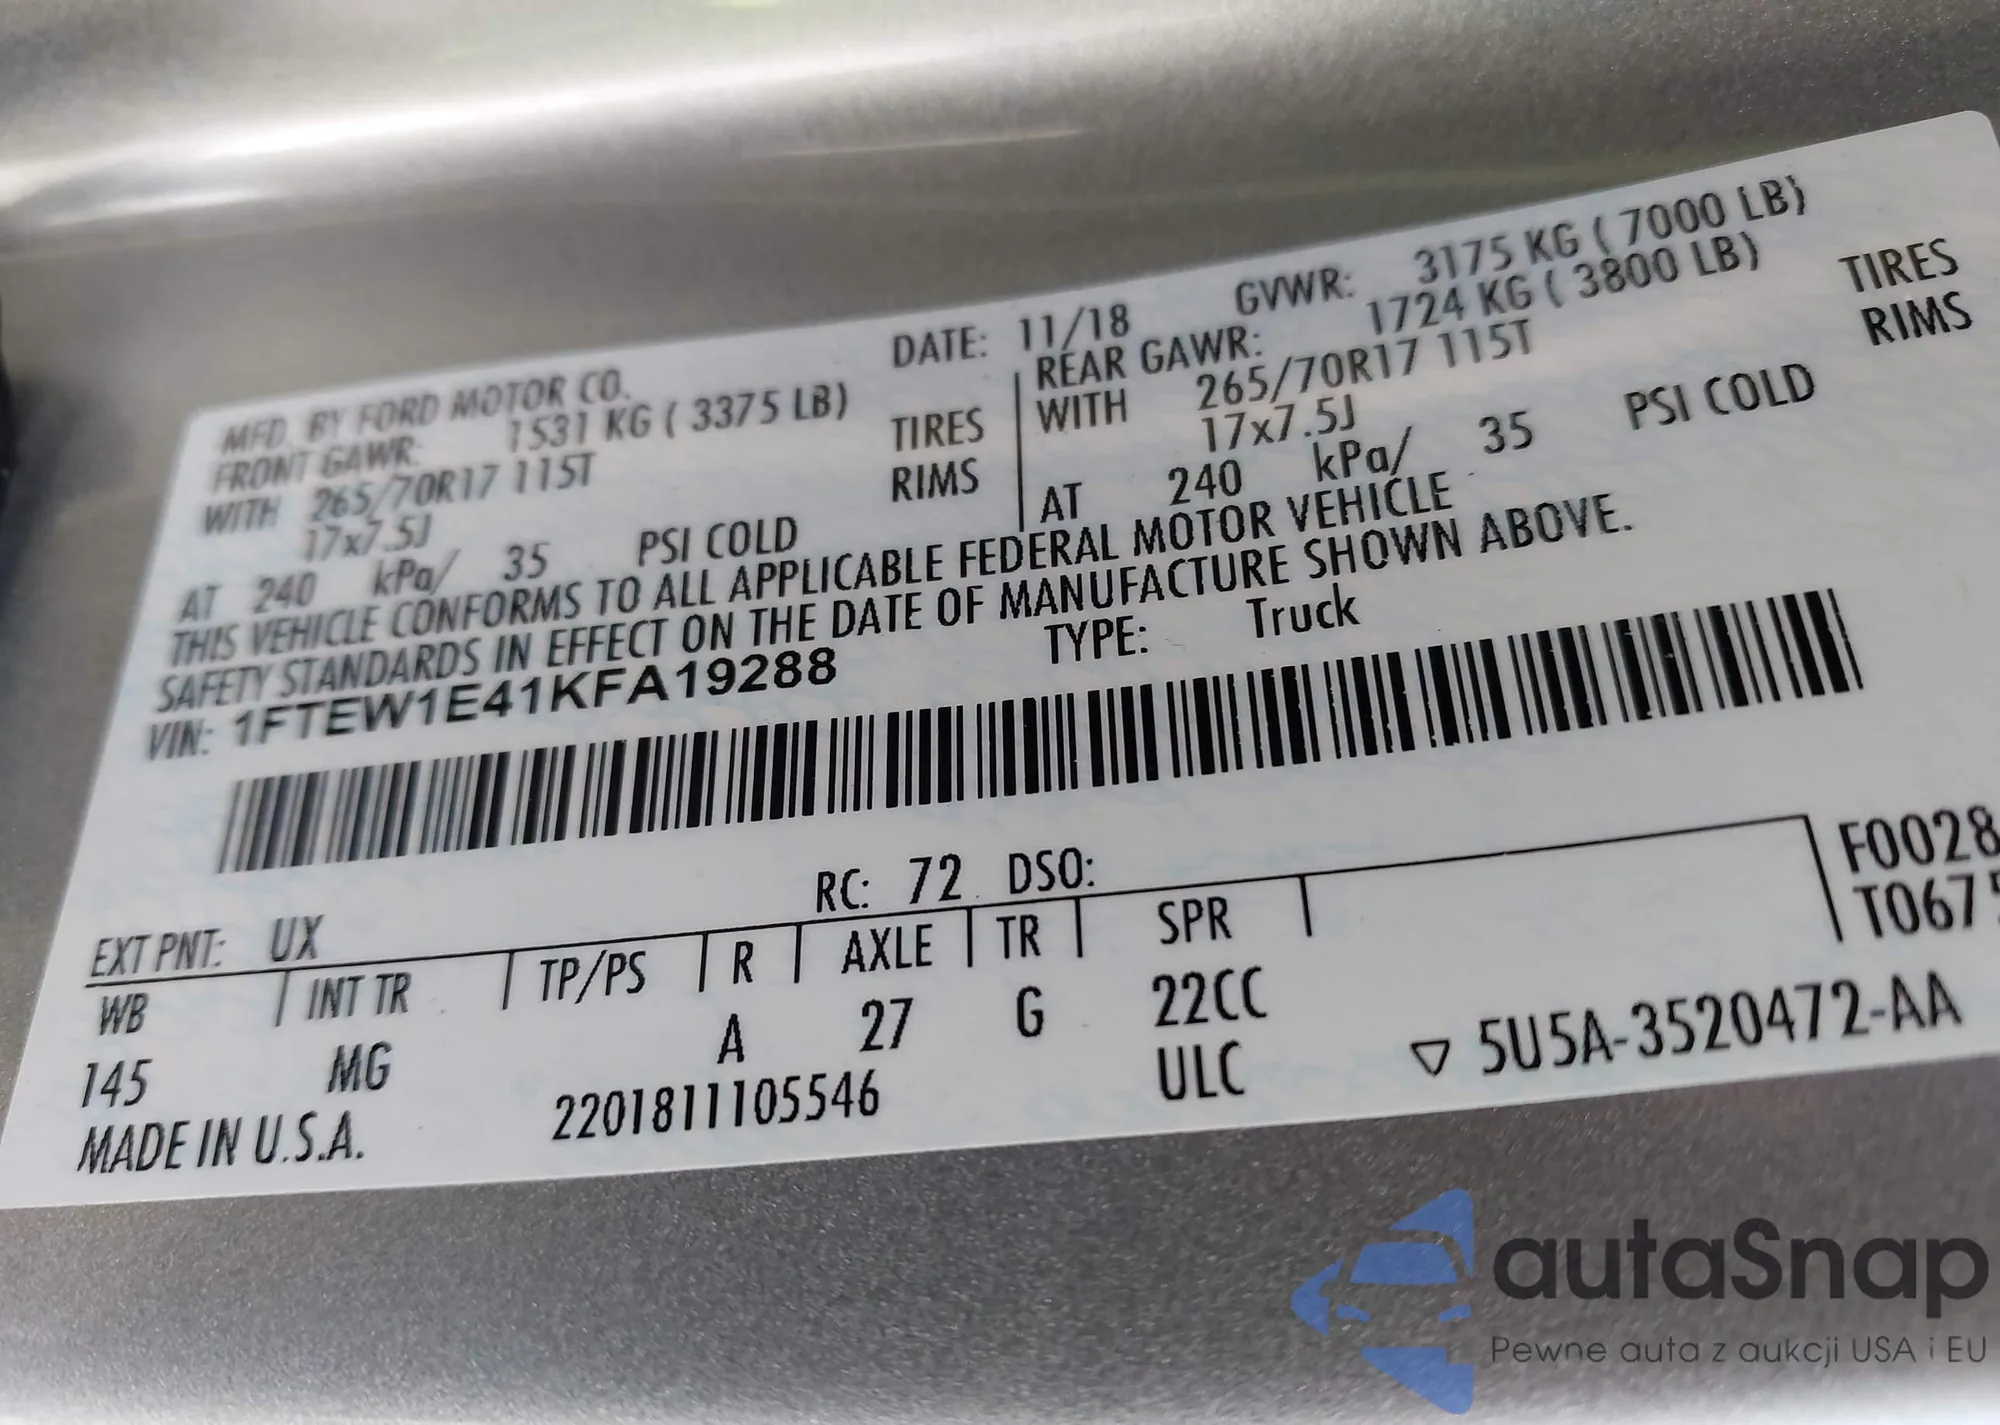 MFD. BY FORD MOTOR CO. DATE: 11/18 GVWR: 3175 KG ( 7000 LB)
FRONT GAWR: 1531 KG ( 3375 LB) REAR GAWR: 1724 KG ( 3800 LB)
WITH 265/70R17 115T TIRES WITH 265/70R17 115T TIRES
17x7.5J RIMS 17x7.5J RIMS
AT 240 kPa/ 35 PSI COLD AT 240 kPa/ 35 PSI COLD
THIS VEHICLE CONFORMS TO ALL APPLICABLE FEDERAL MOTOR VEHICLE
SAFETY STANDARDS IN EFFECT ON THE DATE OF MANUFACTURE SHOWN ABOVE.
VIN: 1FTEW1E41KFA19288 TYPE: Truck
F0028
EXT PNT: UX RC: 72 DSO: T067
WB INT TR TP/PS R AXLE TR SPR
145 MG A 27 G 22CC
ULC
MADE IN U.S.A. 2201811105546 ▽ 5U5A-3520472-AA
autaSnap
Pewne auta z aukcji USA i EU